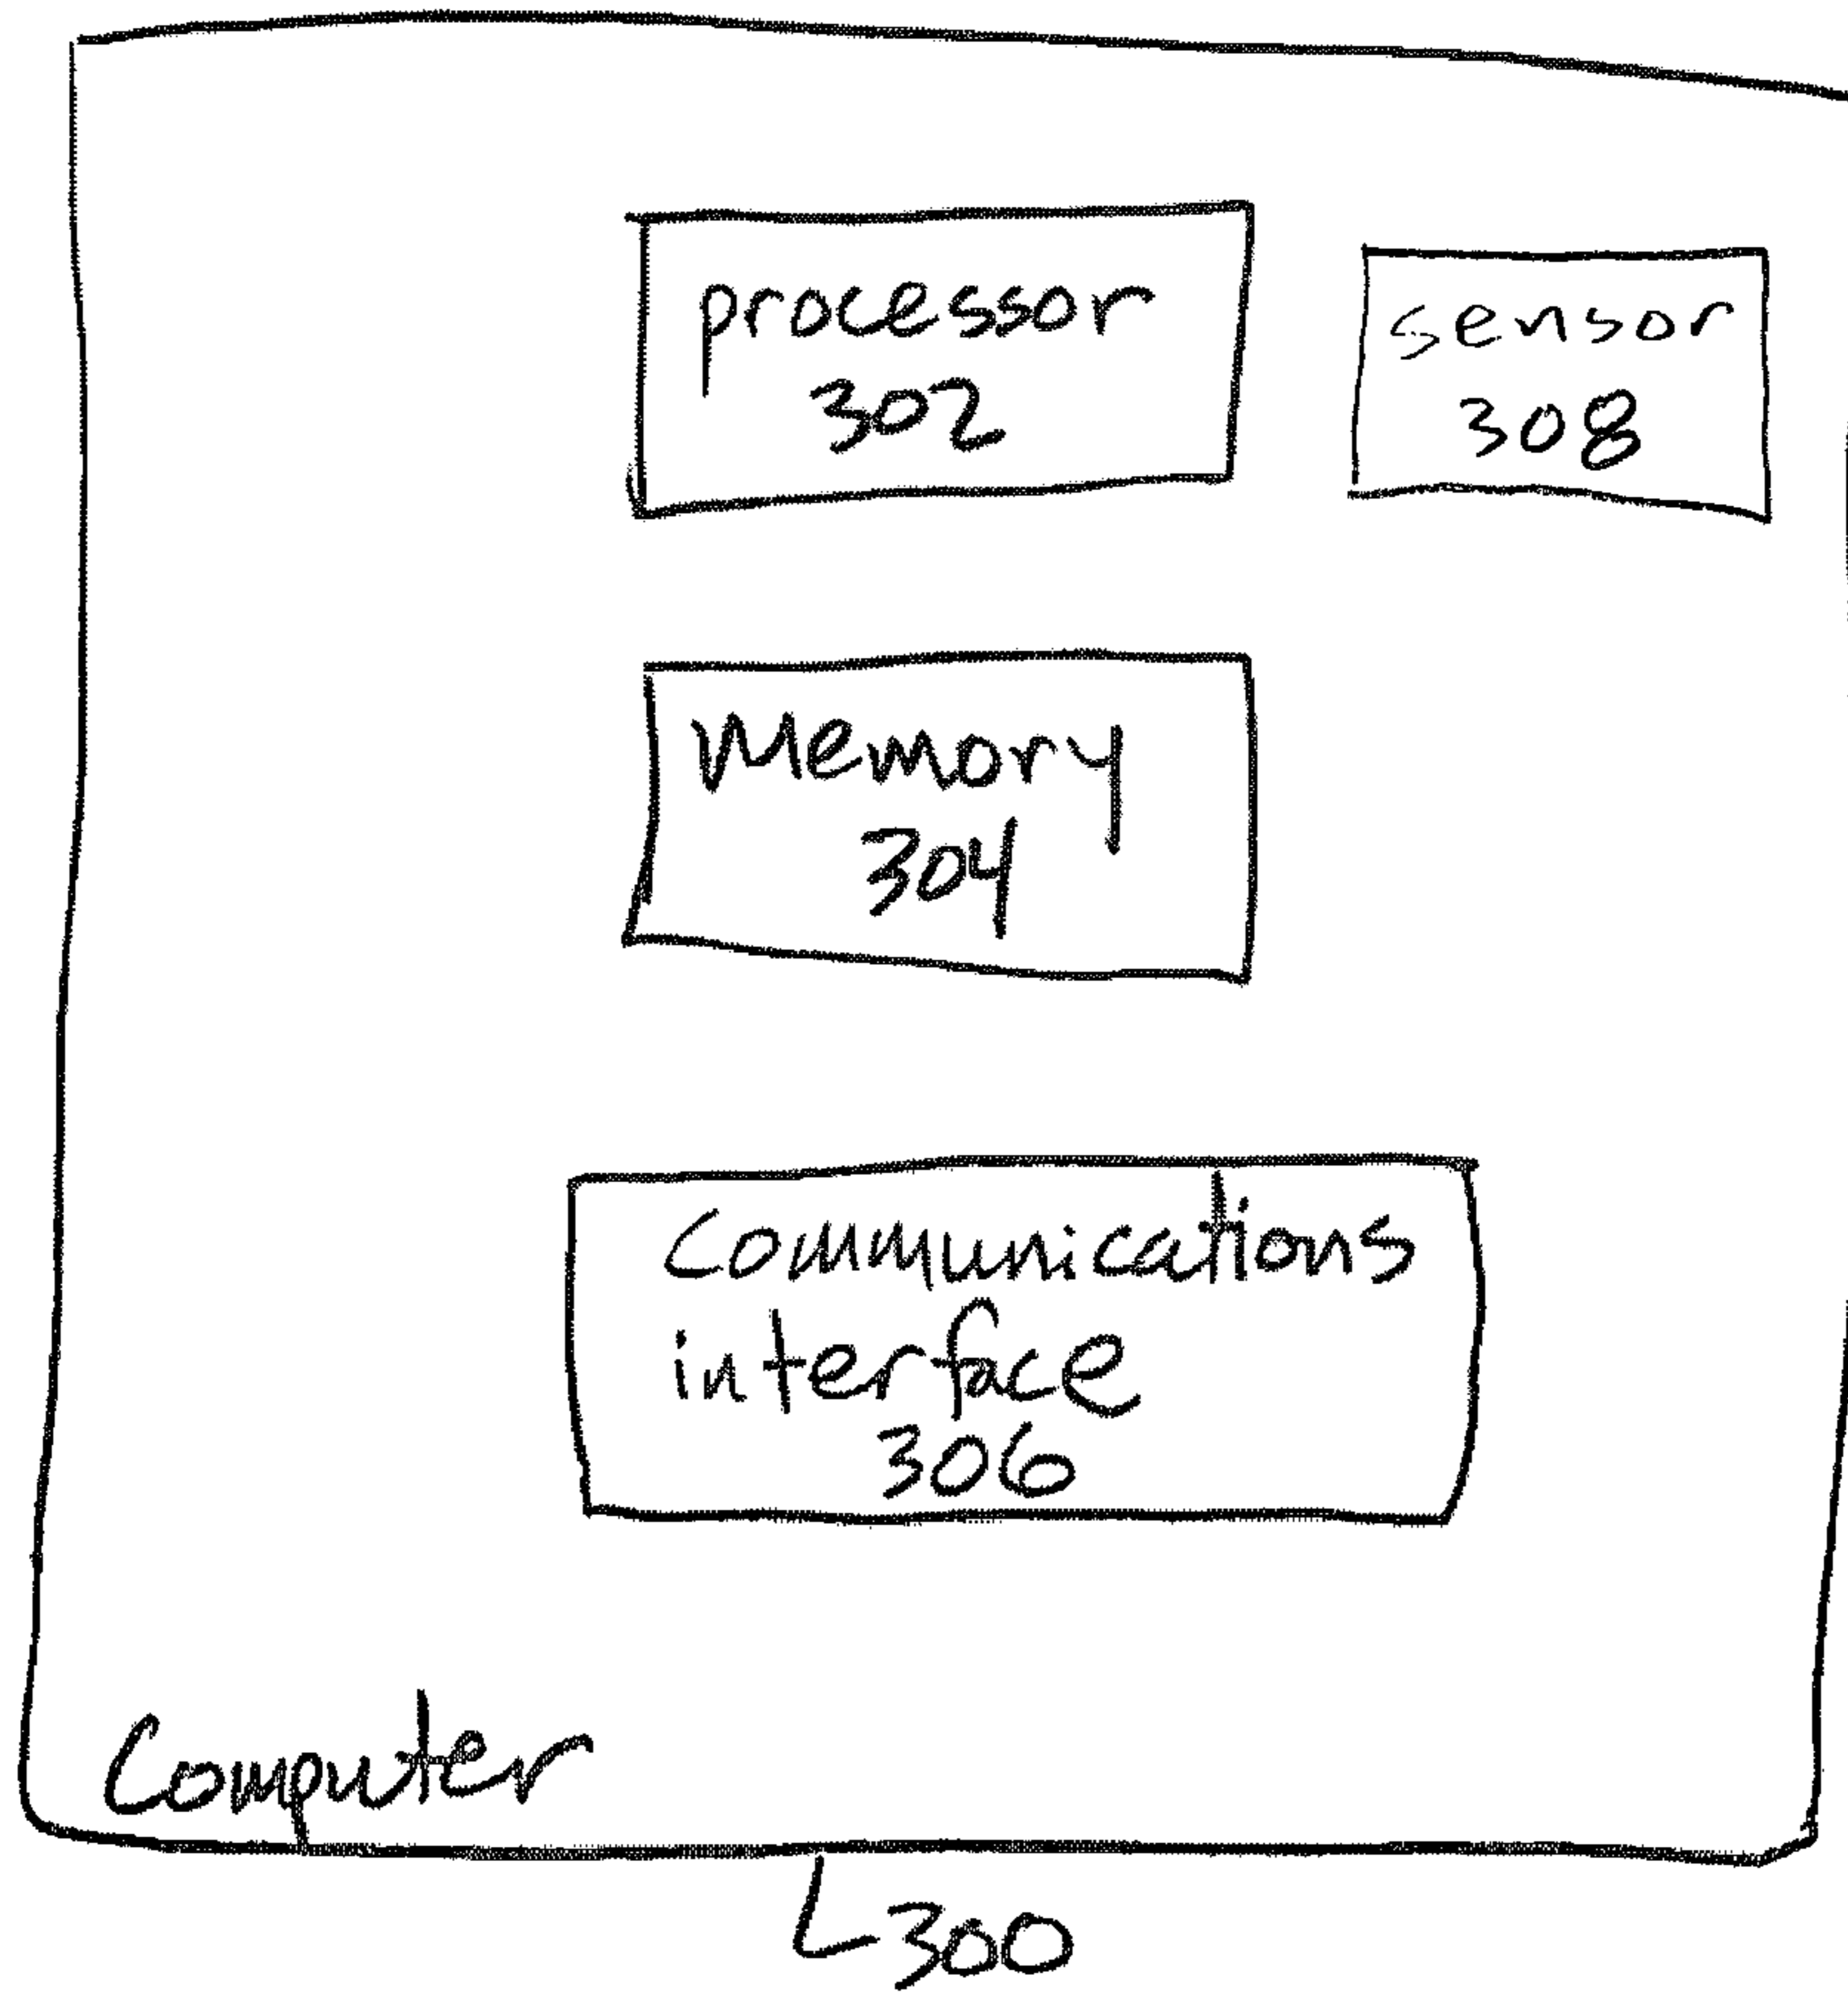 processor
302
sensor
308
Memory
304
Communications
interface
306
Computer
300